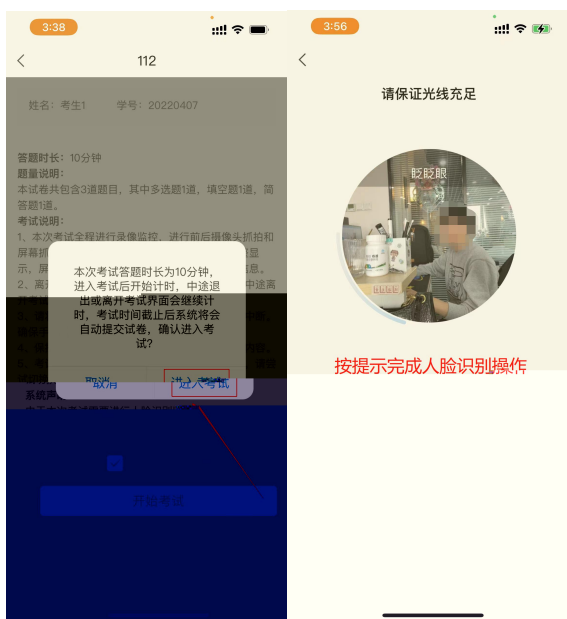 3:38
112
姓名：考生1 学号：20220407
答题时长：10分钟
题量说明：
本试卷共包含3道题目，其中多选题1道，填空题1道，简
答题1道。
考试说明：
1、本次考试全程进行录像监控，进行前后摄像头抓拍和
屏幕抓
显
示，屏
信息。
2、离
中途离
本次考试答题时长为10分钟，
进入考试后开始计时，中途退
出或离开考试界面会继续计
时，考试时间截止后系统将会
自动提交试卷，确认进入考
试？
取消 进入考试
系统声
开始考试
3:56
请保证光线充足
眨眨眼
按提示完成人脸识别操作